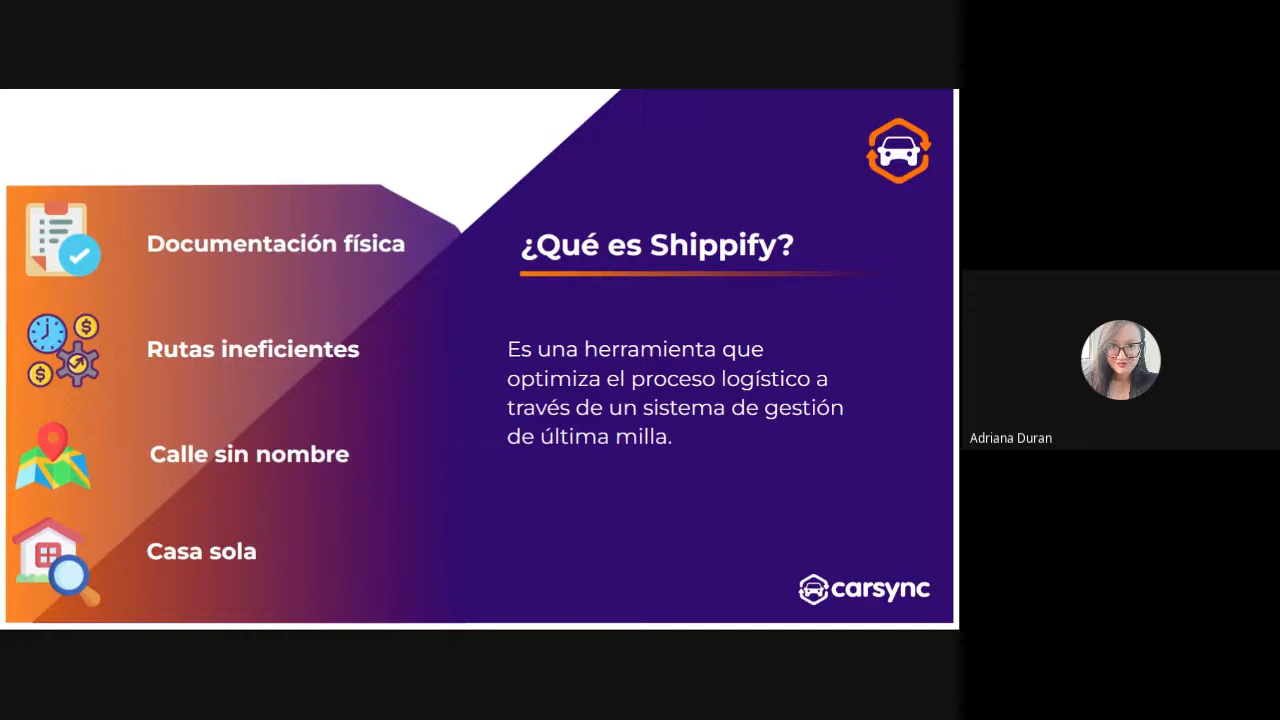 Documentación física
Rutas ineficientes
Calle sin nombre
Casa sola
¿Qué es Shippify?
Es una herramienta que
optimiza el proceso logístico a
través de un sistema de gestión
de última milla.
carsync
Adriana Duran